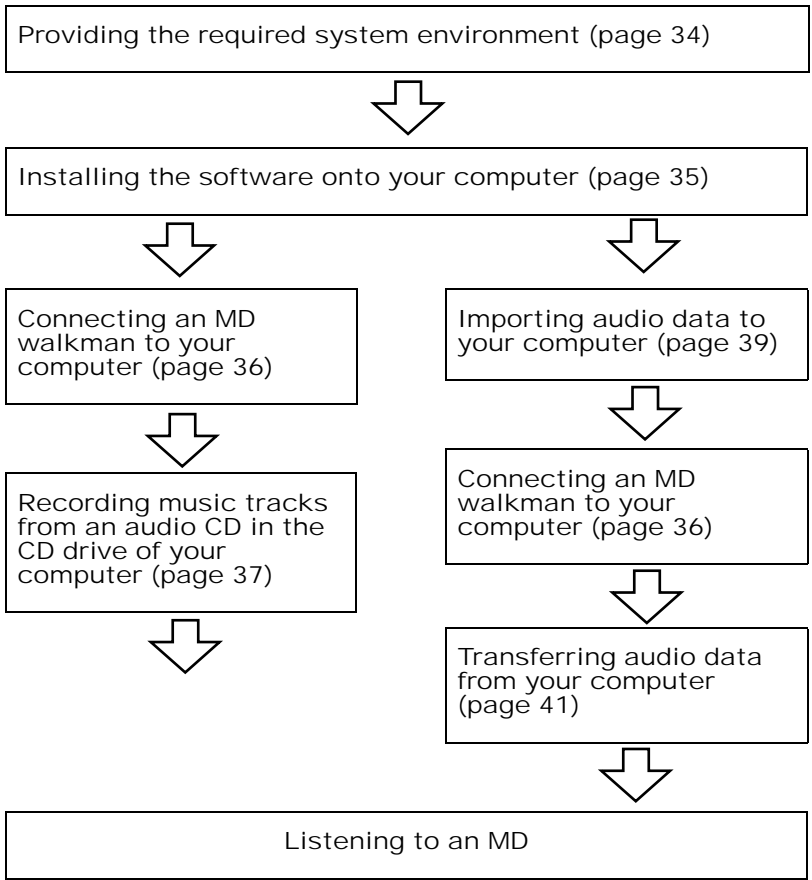 Providing the required system environment (page 34)
Installing the software onto your computer (page 35)
Connecting an MD
walkman to your
computer (page 36)
Recording music tracks
from an audio CD in the
CD drive of your
computer (page 37)
Importing audio data to
your computer (page 39)
Connecting an MD
walkman to your
computer (page 36)
Transferring audio data
from your computer
(page 41)
Listening to an MD